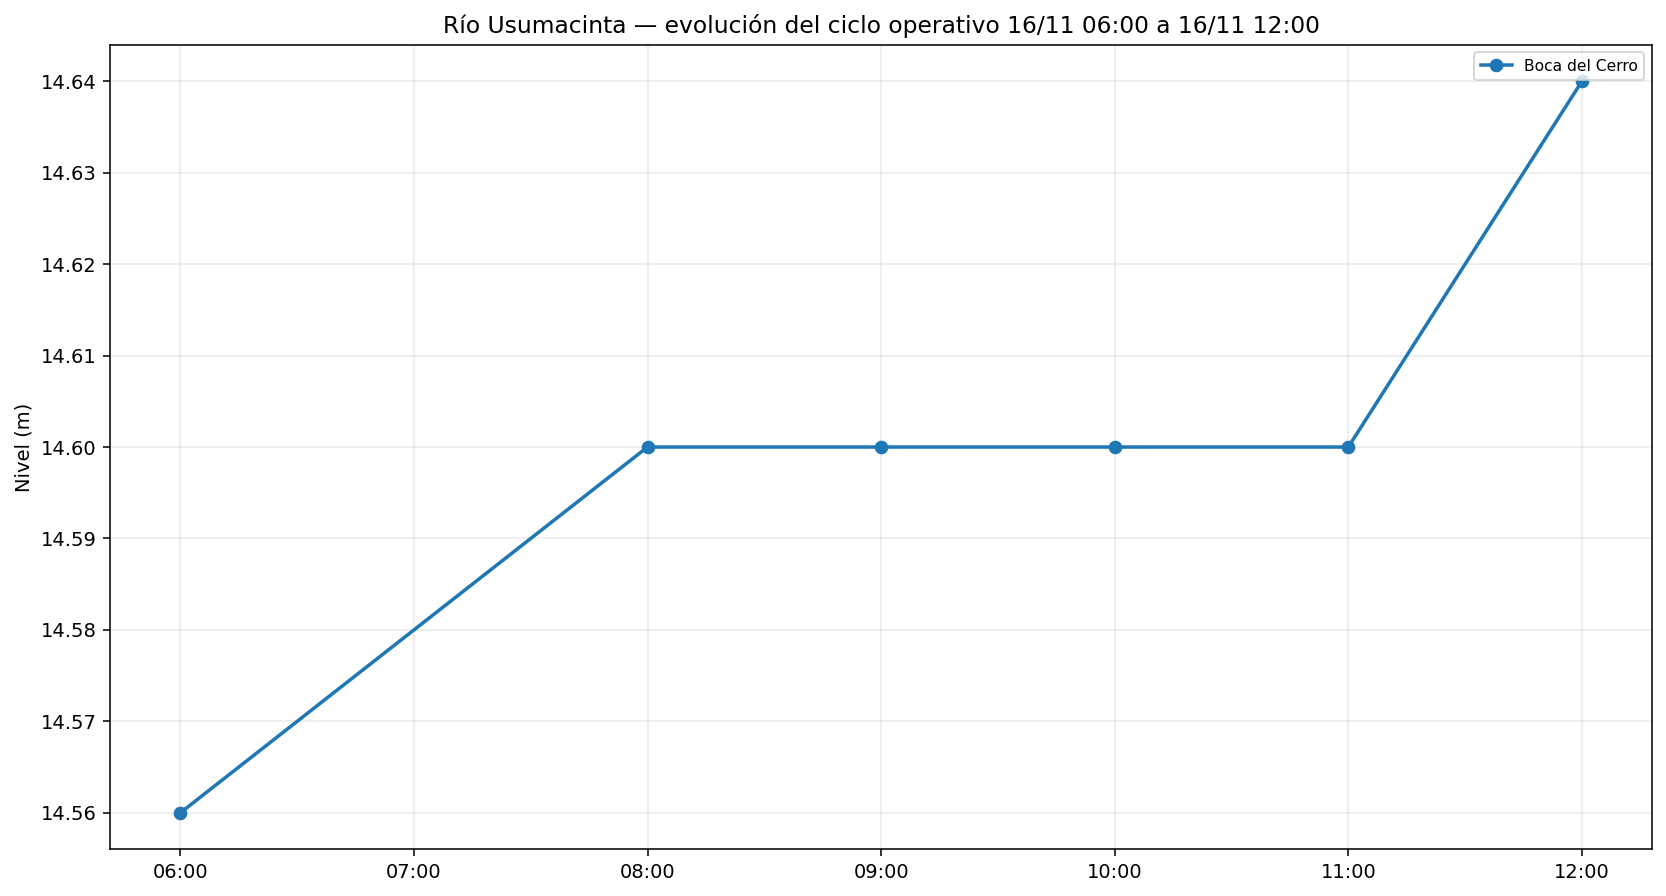 Río Usumacinta — evolución del ciclo operativo 16/11 06:00 a 16/11 12:00
Boca del Cerro
Nivel (m)
14.64
14.63
14.62
14.61
14.60
14.59
14.58
14.57
14.56
06:00 07:00 08:00 09:00 10:00 11:00 12:00